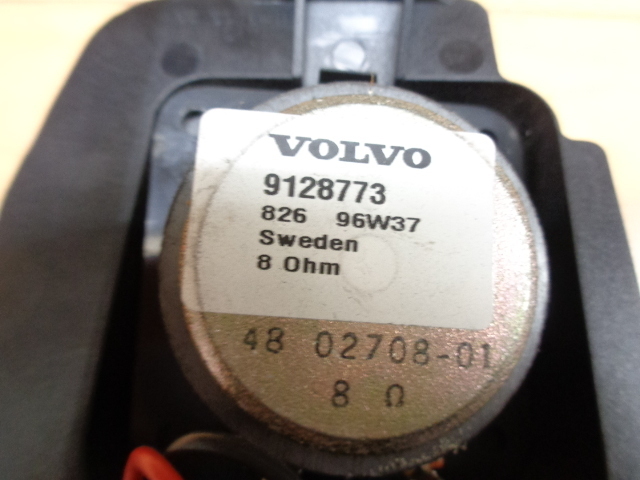 VOLVO
9128773
826 96W37
Sweden
8 Ohm
48 02708-01
8 Ω